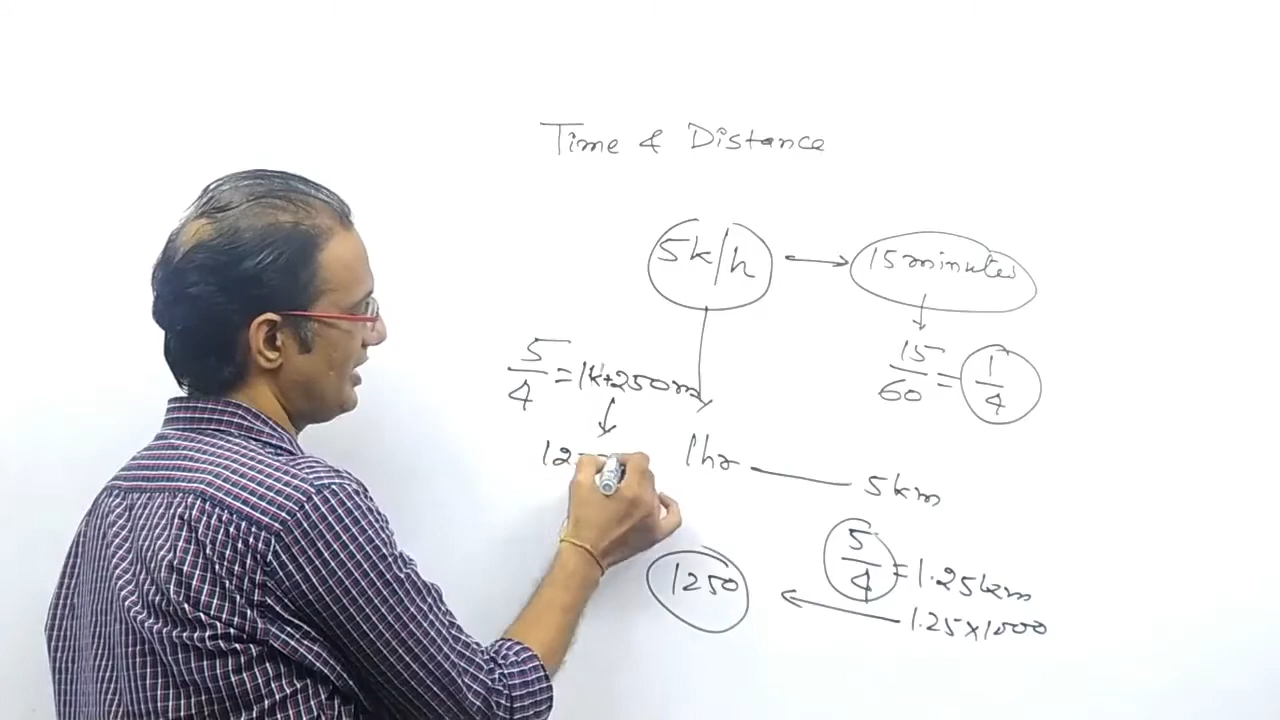 Time & Distance
5k/h → 15 minutes
15/60 = 1/4
5/4 = 1k+250m
12
1hr — 5km
5/4 = 1.25km
1250 ← 1.25x1000